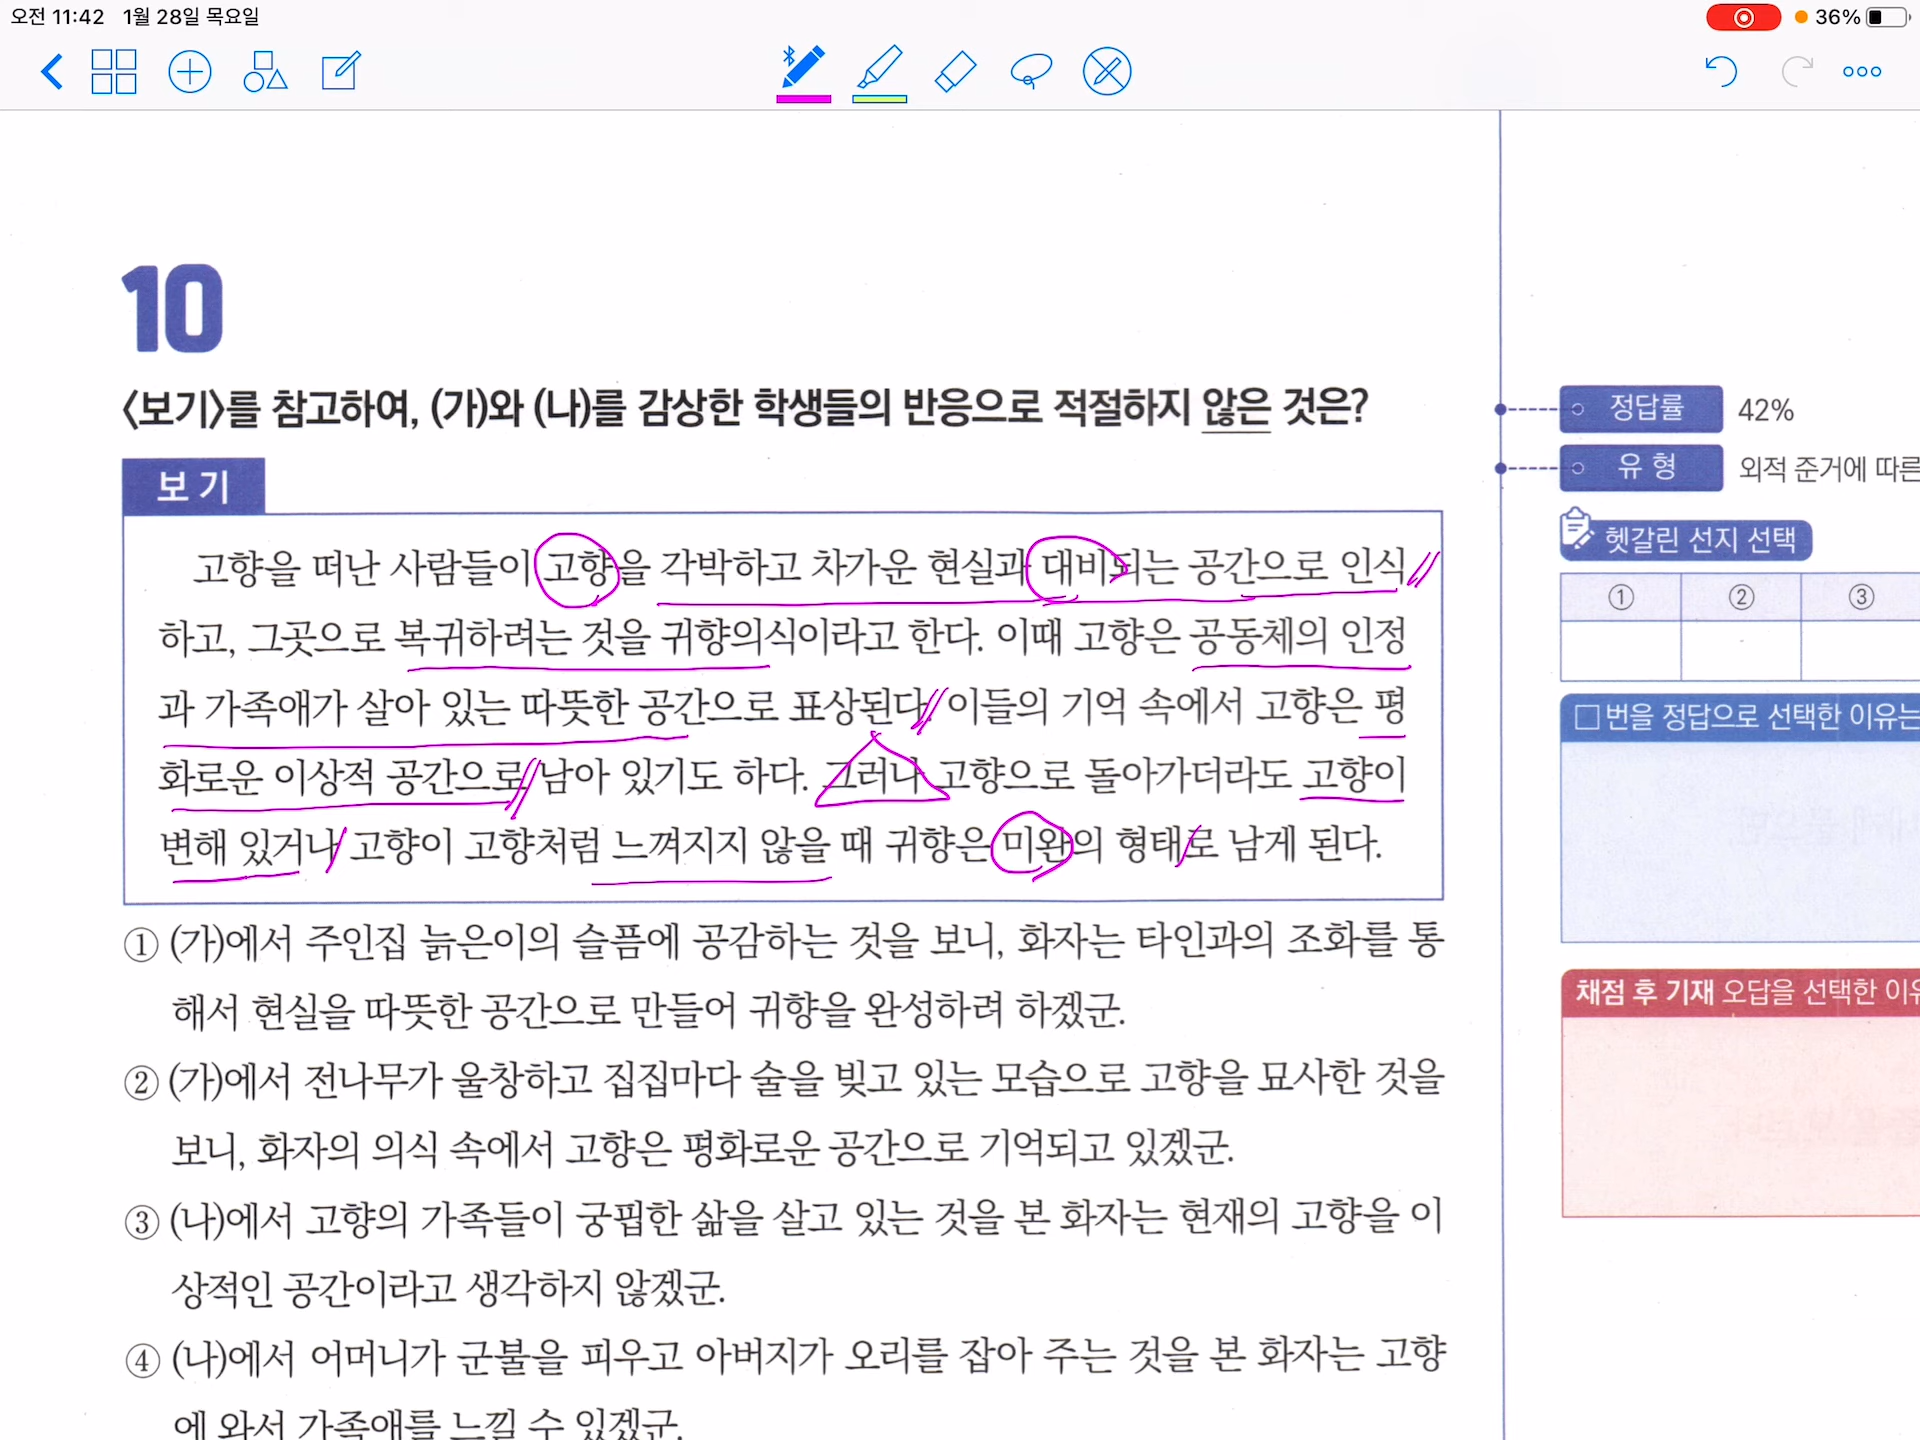 오전 11:42 1월 28일 목요일
36%
10
〈보기〉를 참고하여, (가)와 (나)를 감상한 학생들의 반응으로 적절하지 않은 것은?
보기
고향을 떠난 사람들이 고향을 각박하고 차가운 현실과 대비되는 공간으로 인식
하고, 그곳으로 복귀하려는 것을 귀향의식이라고 한다. 이때 고향은 공동체의 인정
과 가족애가 살아 있는 따뜻한 공간으로 표상된다. 이들의 기억 속에서 고향은 평
화로운 이상적 공간으로 남아 있기도 하다. 그러나 고향으로 돌아가더라도 고향이
변해 있거나 고향이 고향처럼 느껴지지 않을 때 귀향은 미완의 형태로 남게 된다.
① (가)에서 주인집 늙은이의 슬픔에 공감하는 것을 보니, 화자는 타인과의 조화를 통
해서 현실을 따뜻한 공간으로 만들어 귀향을 완성하려 하겠군.
② (가)에서 전나무가 울창하고 집집마다 술을 빚고 있는 모습으로 고향을 묘사한 것을
보니, 화자의 의식 속에서 고향은 평화로운 공간으로 기억되고 있겠군.
③ (나)에서 고향의 가족들이 궁핍한 삶을 살고 있는 것을 본 화자는 현재의 고향을 이
상적인 공간이라고 생각하지 않겠군.
④ (나)에서 어머니가 군불을 피우고 아버지가 오리를 잡아 주는 것을 본 화자는 고향
에 와서 가족애를 느낄 수 있겠군.
정답률 42%
유형 외적 준거에 따른
헷갈린 선지 선택
① ② ③
□번을 정답으로 선택한 이유는
채점 후 기재 오답을 선택한 이유